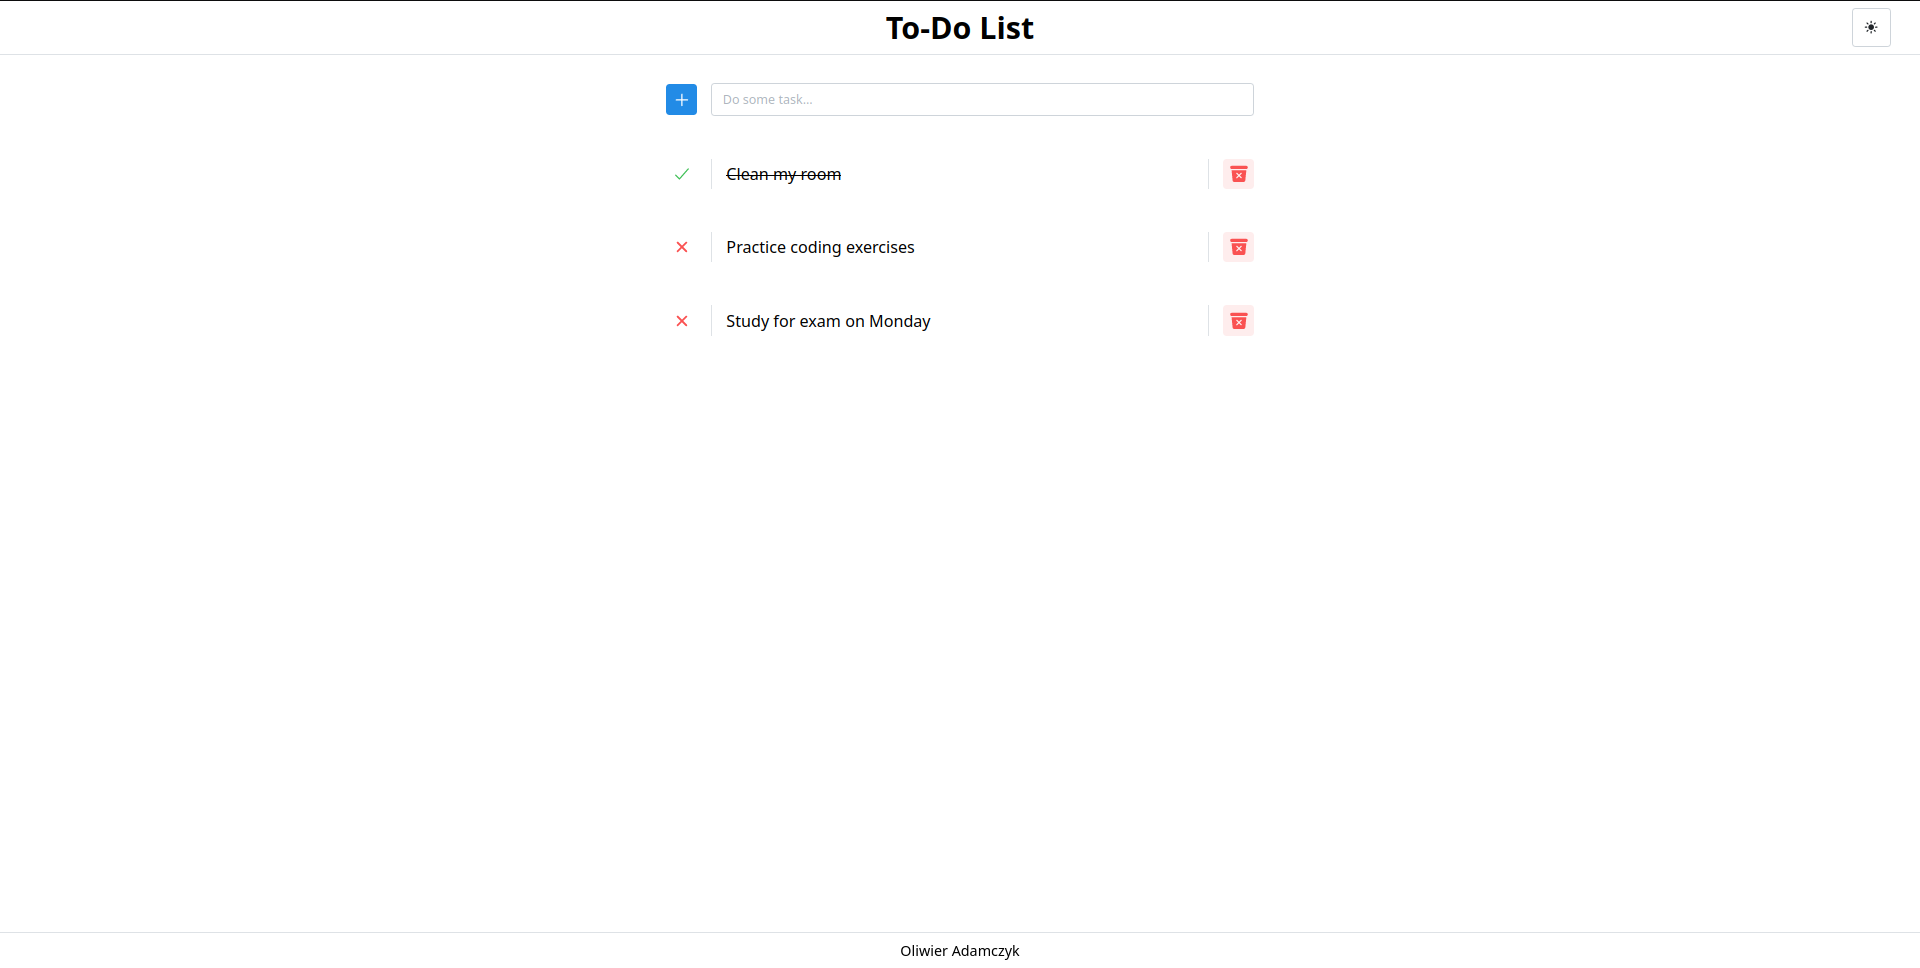 To-Do List
Do some task...
Clean my room
Practice coding exercises
Study for exam on Monday
Oliwier Adamczyk